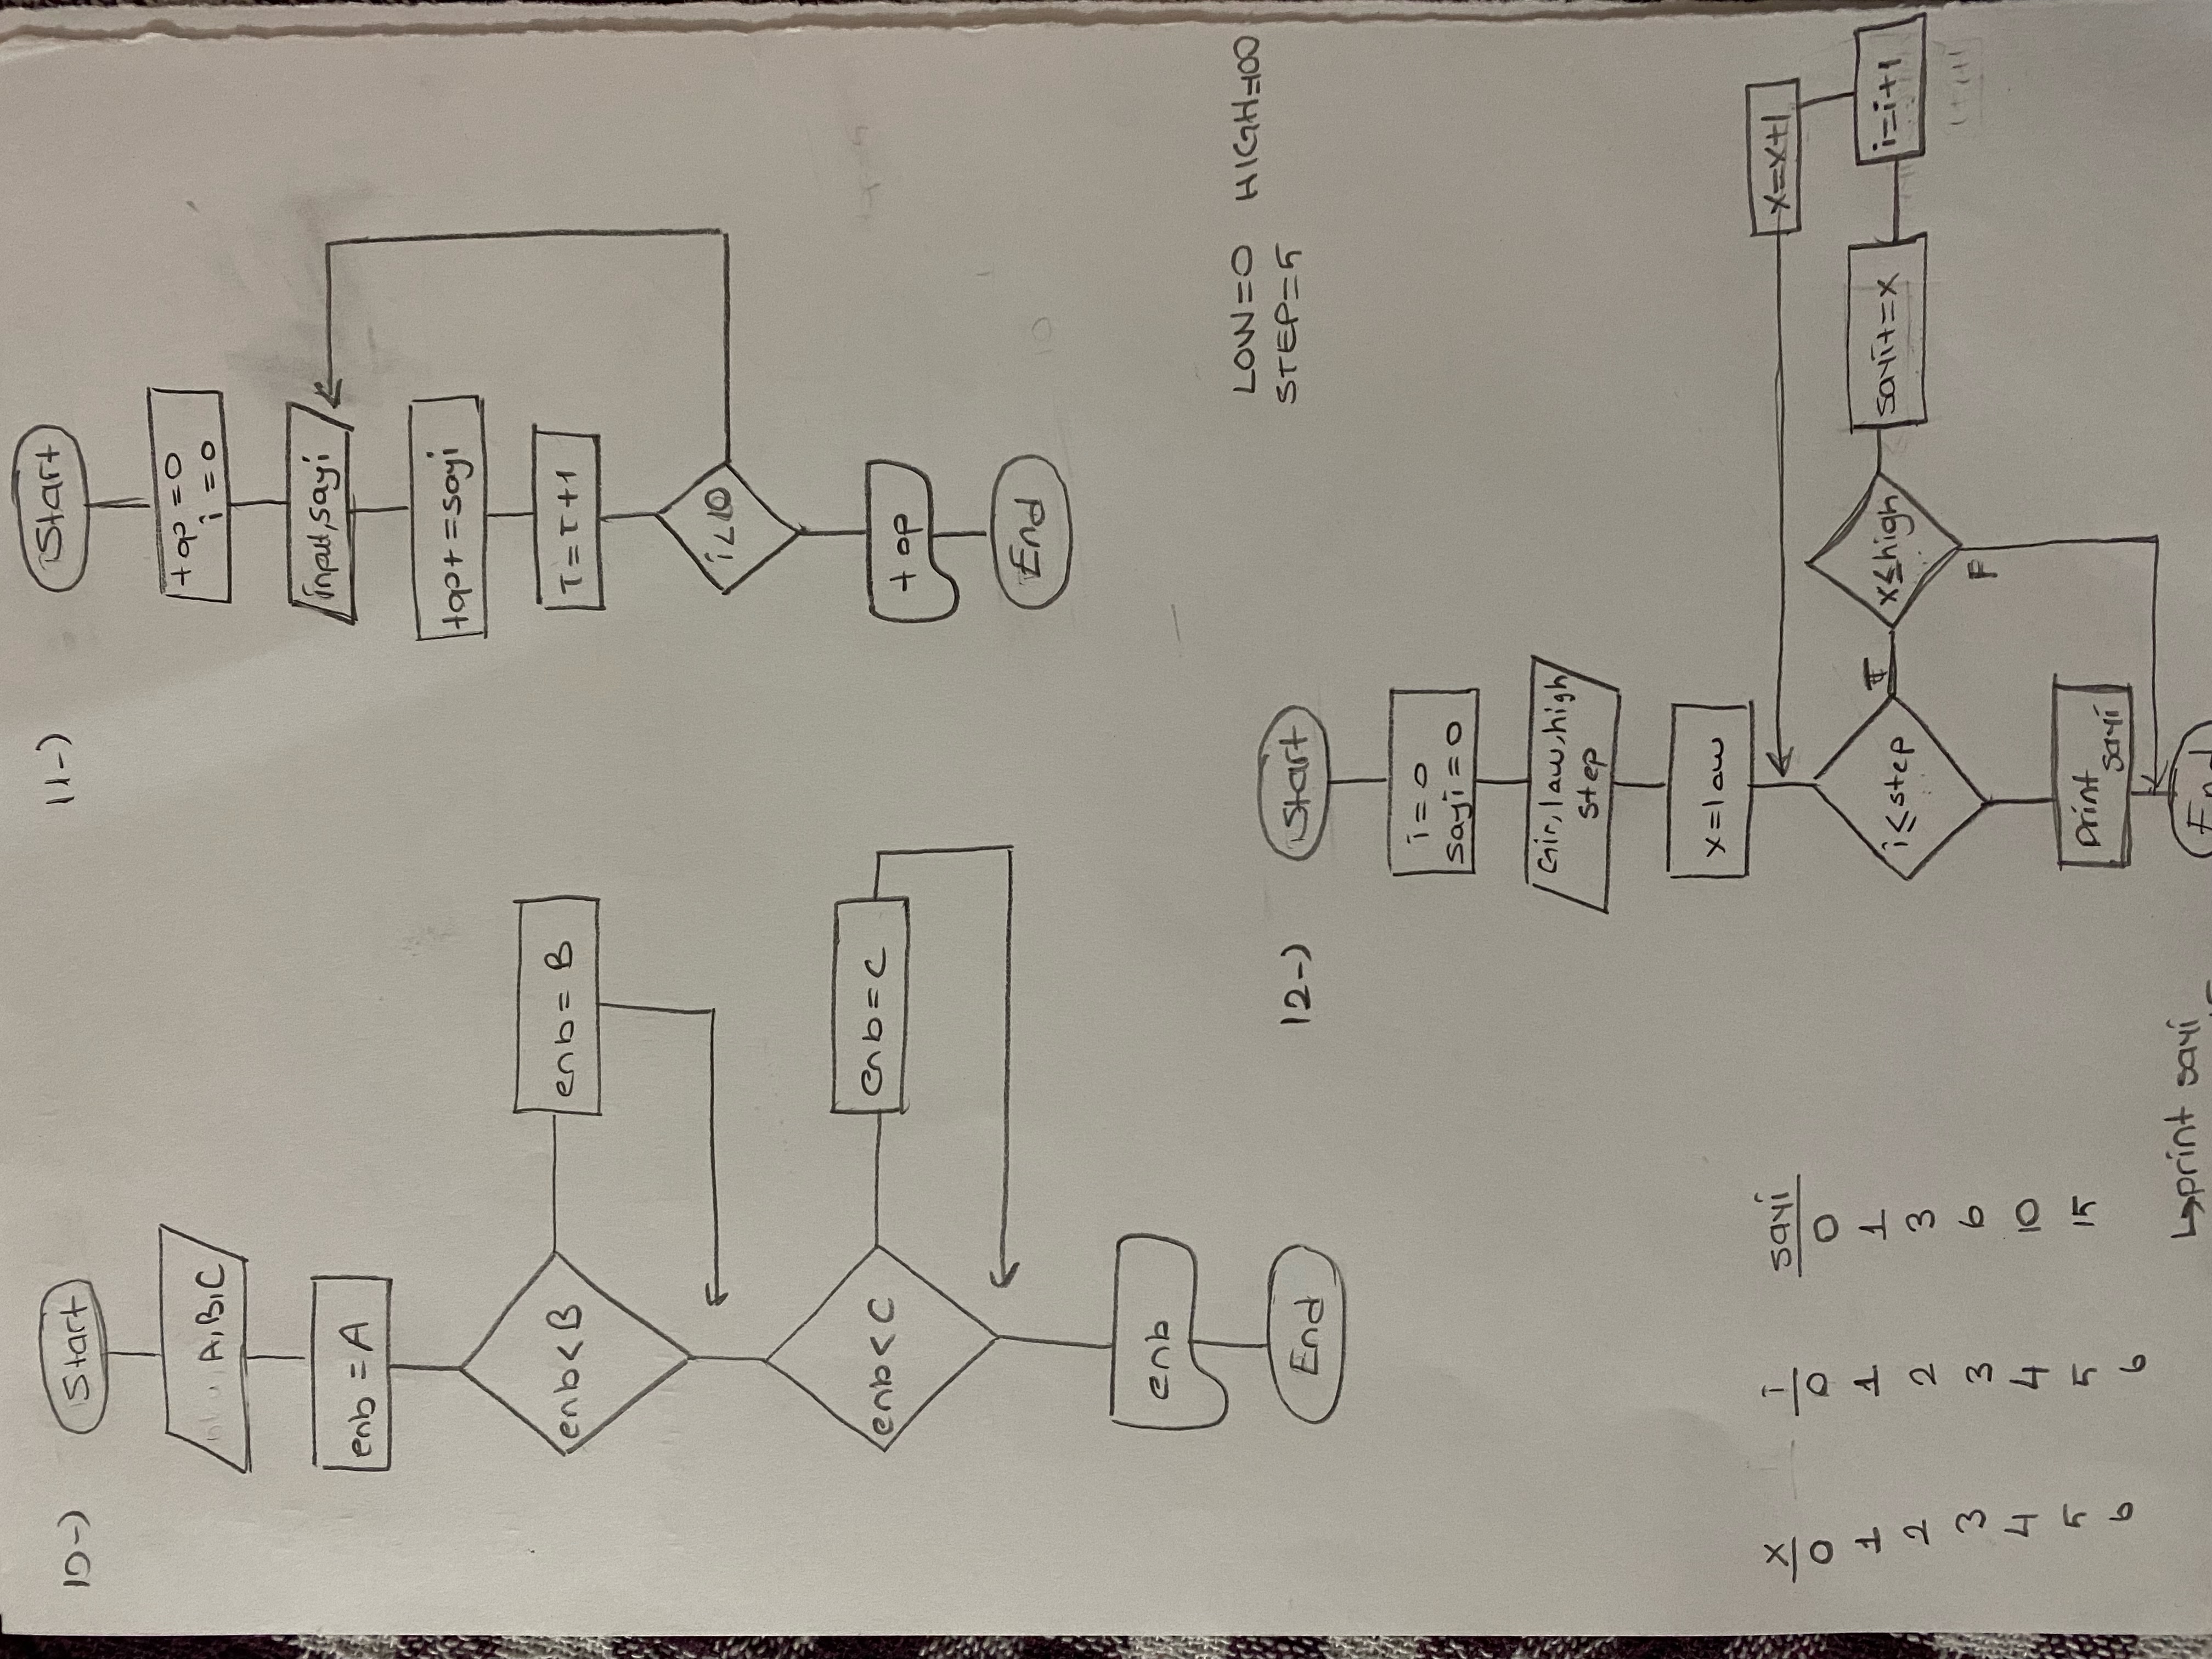 10-)
Start
A,B,C
enb = A
enb < B
enb = B
enb < C
enb = C
enb
End
11-)
Start
top = 0
i = 0
input, sayi
top+ = sayi
i = i + 1
i < 10
top
End
LOW=0 HIGH=100
STEP=5
12-)
Start
i = 0
sayi = 0
Gir, law, high
step
x = law
x = x+1
i ≤ step
T
x ≤ high
sayi+=x
i=i+1
F
print
sayi
End
x i sayi
0 0 0
1 1 1
2 2 3
3 3 6
4 4 10
5 5 15
6 6
↳print sayi